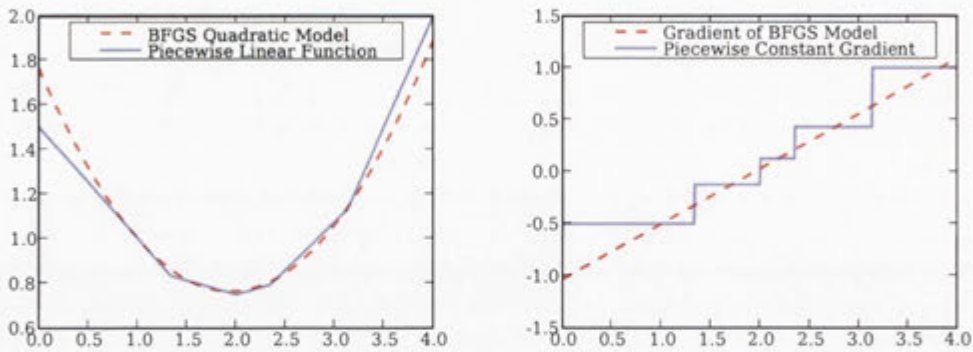 2.0
1.8
1.6
1.4
1.2
1.0
0.8
0.6
0.0 0.5 1.0 1.5 2.0 2.5 3.0 3.5 4.0
BFGS Quadratic Model
Piecewise Linear Function
1.5
1.0
0.5
0.0
-0.5
-1.0
-1.5
0.0 0.5 1.0 1.5 2.0 2.5 3.0 3.5 4.0
Gradient of BFGS Model
Piecewise Constant Gradient